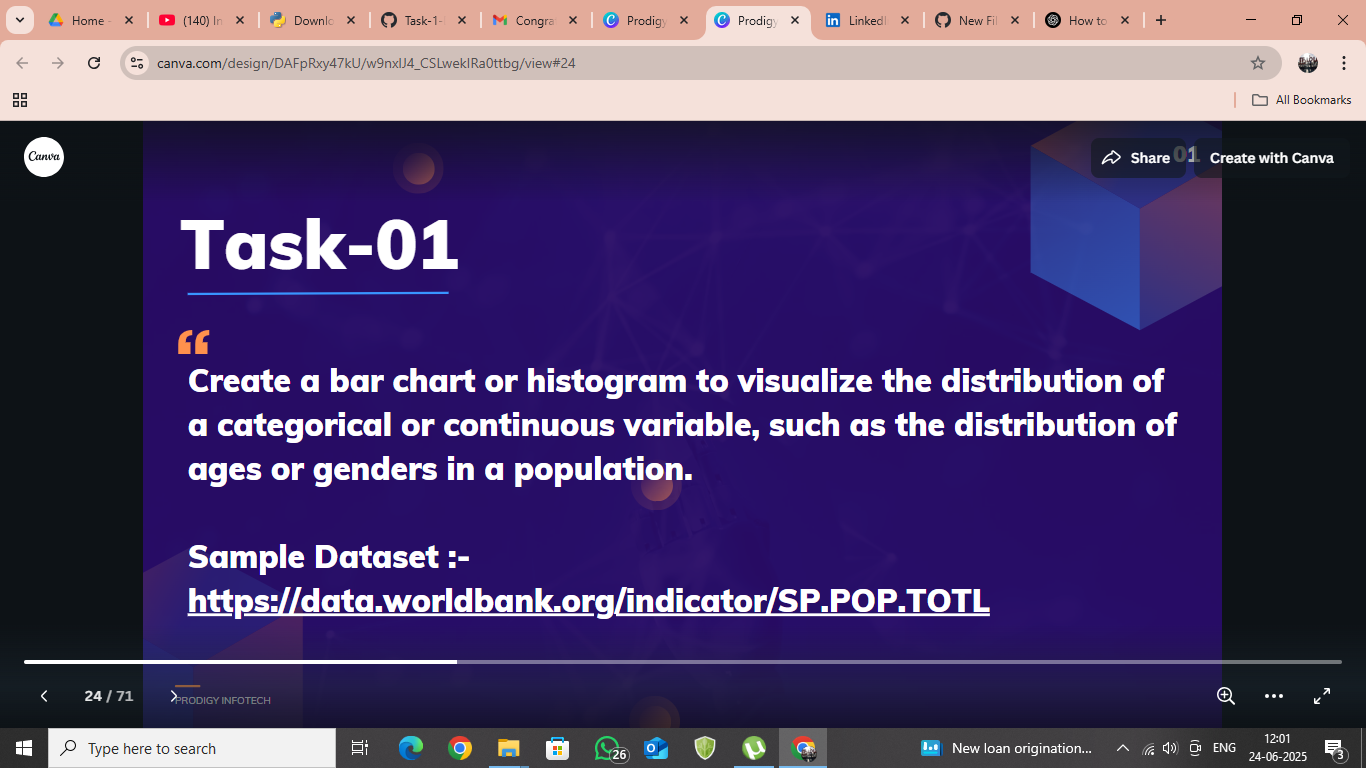 Home -
(140) In
Downlo
Task-1-
Congra
Prodigy
Prodigy
LinkedI
New Fil
How to
canva.com/design/DAFpRxy47kU/w9nxlJ4_CSLweklRa0ttbg/view#24
All Bookmarks
Canva
Share
01
Create with Canva
Task-01
“
Create a bar chart or histogram to visualize the distribution of
a categorical or continuous variable, such as the distribution of
ages or genders in a population.
Sample Dataset :-
https://data.worldbank.org/indicator/SP.POP.TOTL
24 / 71
PRODIGY INFOTECH
Type here to search
26
New loan origination...
ENG
12:01
24-06-2025
3